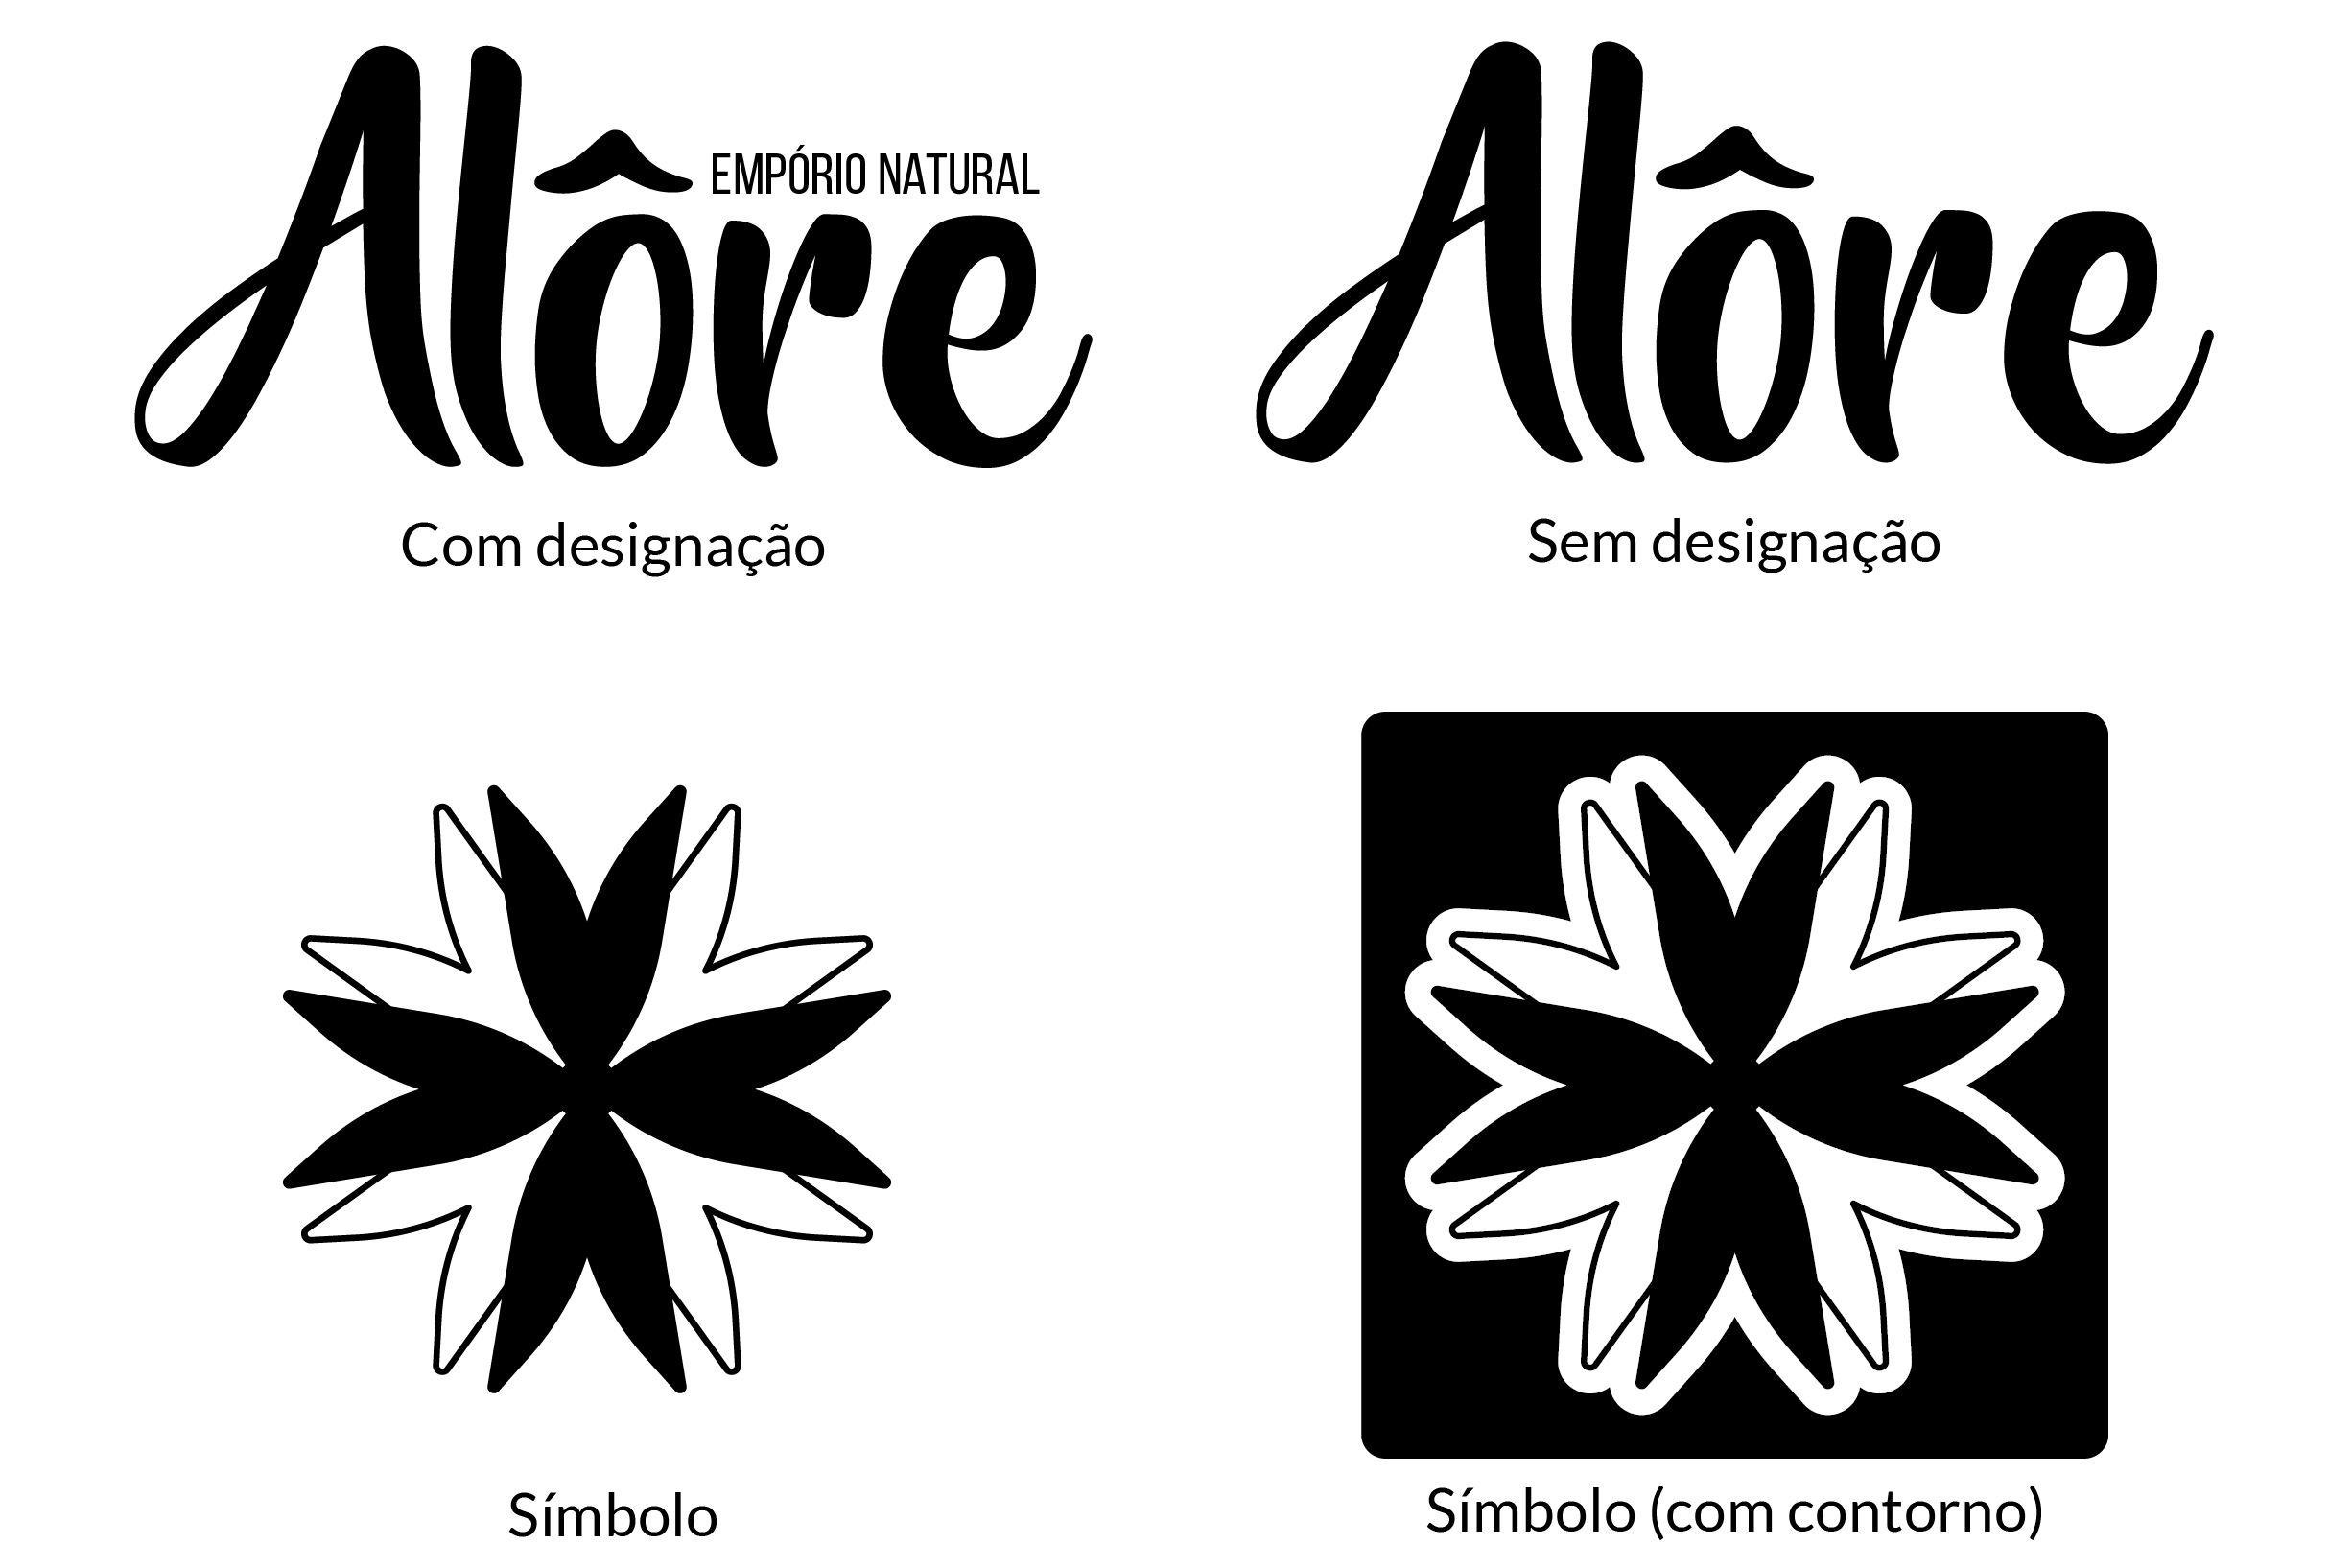 Alôre
EMPÓRIO NATURAL
Com designação
Alôre
Sem designação
Símbolo
Símbolo (com contorno)